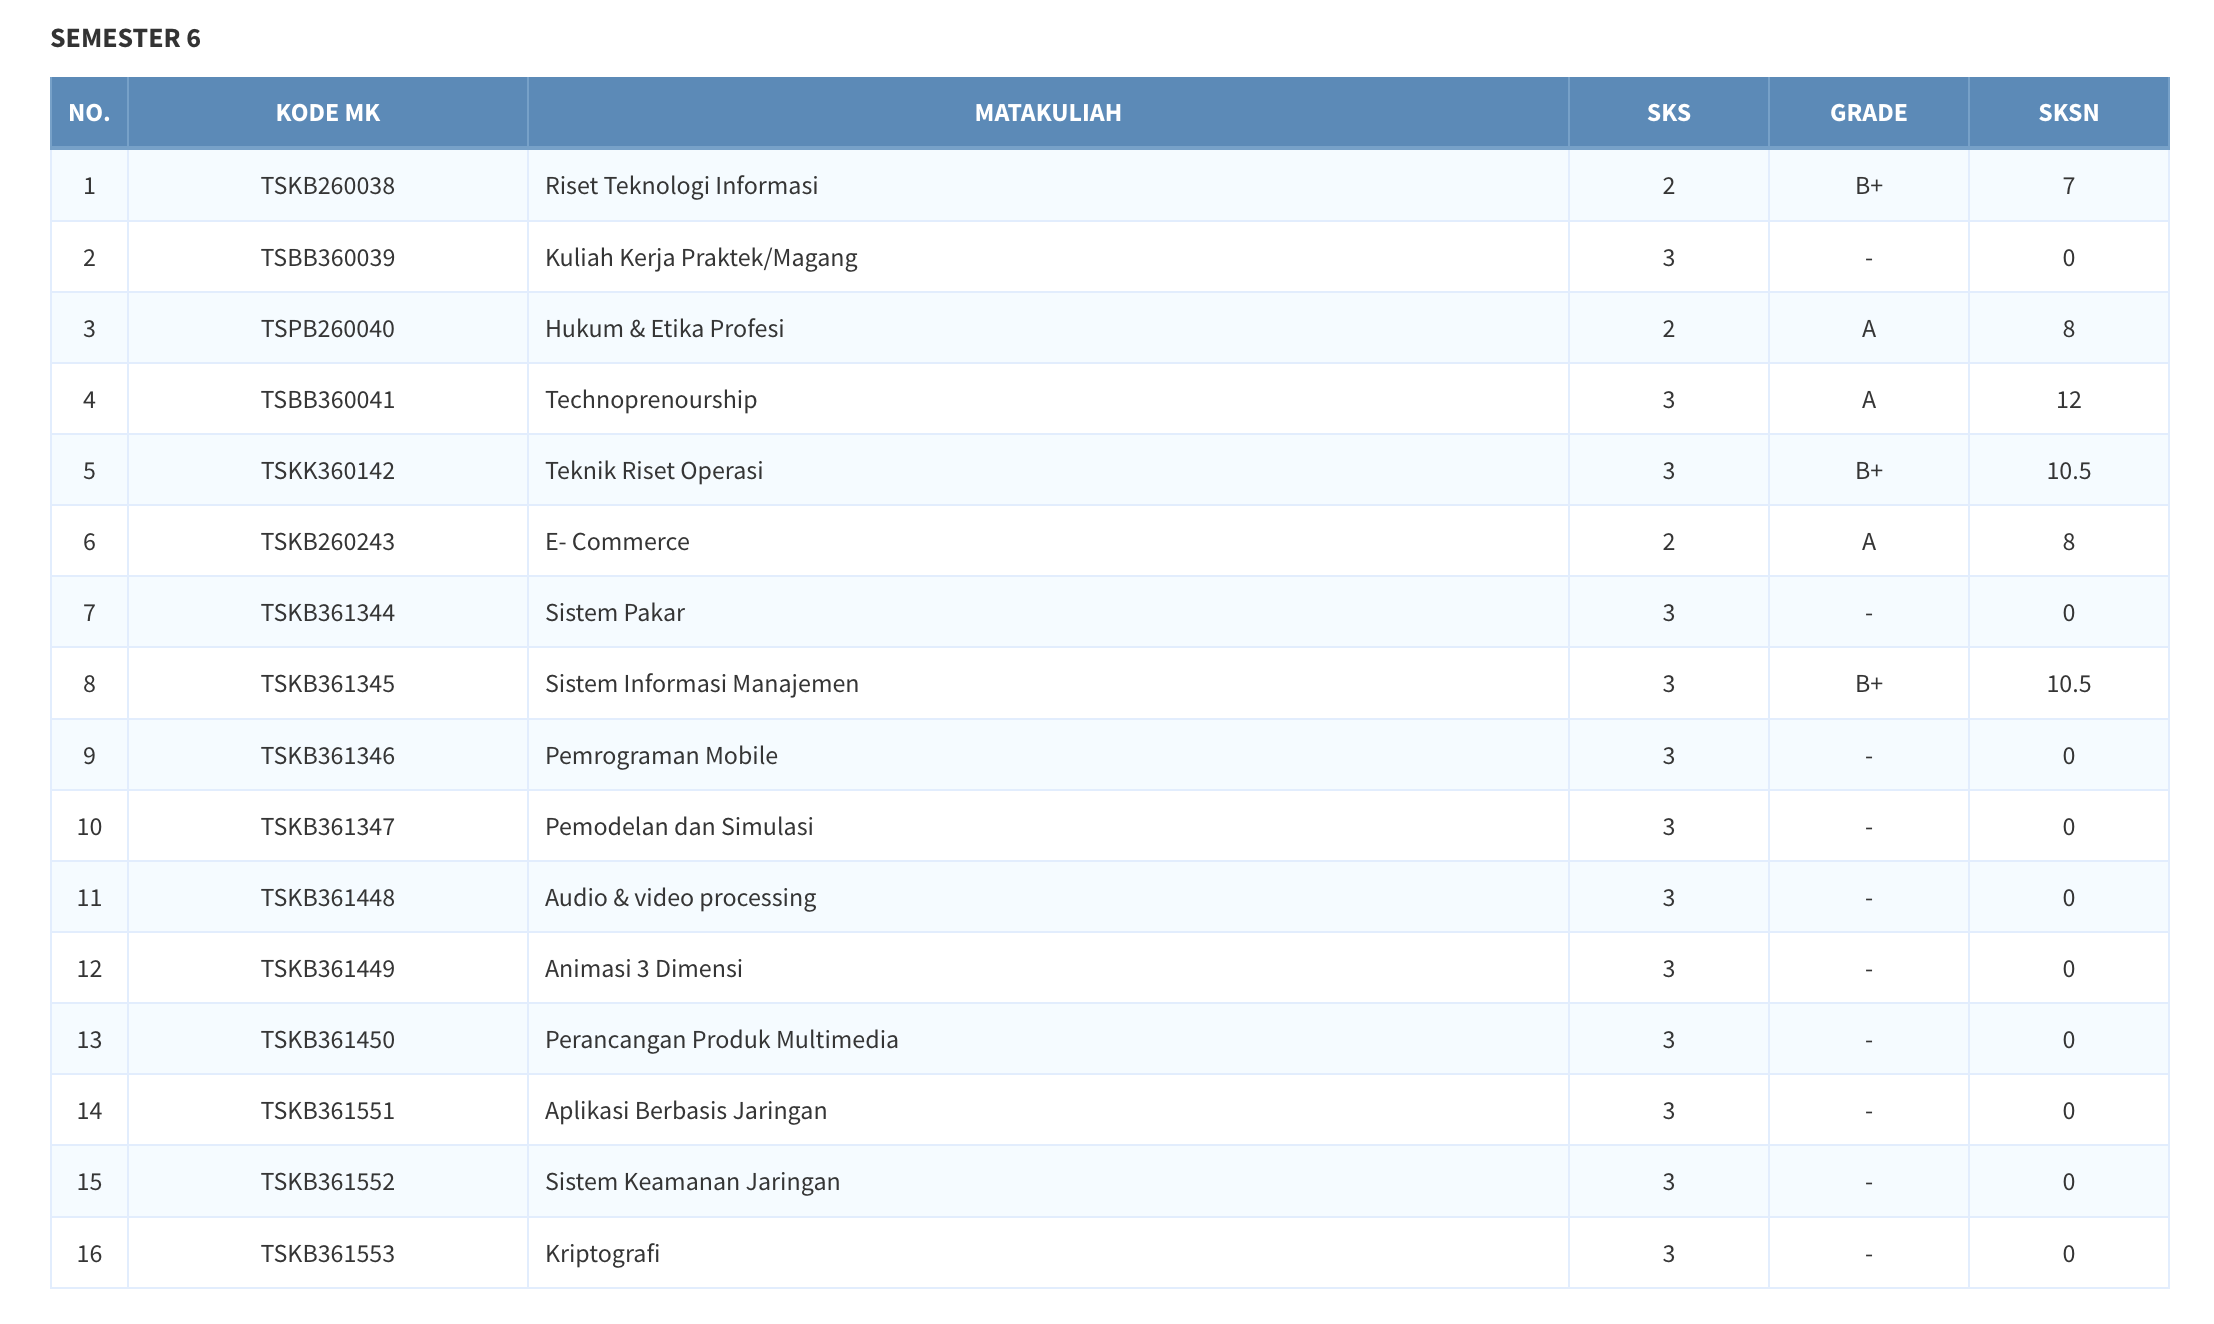 SEMESTER 6
NO. KODE MK MATAKULIAH SKS GRADE SKSN
1 TSKB260038 Riset Teknologi Informasi 2 B+ 7
2 TSBB360039 Kuliah Kerja Praktek/Magang 3 - 0
3 TSPB260040 Hukum & Etika Profesi 2 A 8
4 TSBB360041 Technoprenourship 3 A 12
5 TSKK360142 Teknik Riset Operasi 3 B+ 10.5
6 TSKB260243 E- Commerce 2 A 8
7 TSKB361344 Sistem Pakar 3 - 0
8 TSKB361345 Sistem Informasi Manajemen 3 B+ 10.5
9 TSKB361346 Pemrograman Mobile 3 - 0
10 TSKB361347 Pemodelan dan Simulasi 3 - 0
11 TSKB361448 Audio & video processing 3 - 0
12 TSKB361449 Animasi 3 Dimensi 3 - 0
13 TSKB361450 Perancangan Produk Multimedia 3 - 0
14 TSKB361551 Aplikasi Berbasis Jaringan 3 - 0
15 TSKB361552 Sistem Keamanan Jaringan 3 - 0
16 TSKB361553 Kriptografi 3 - 0